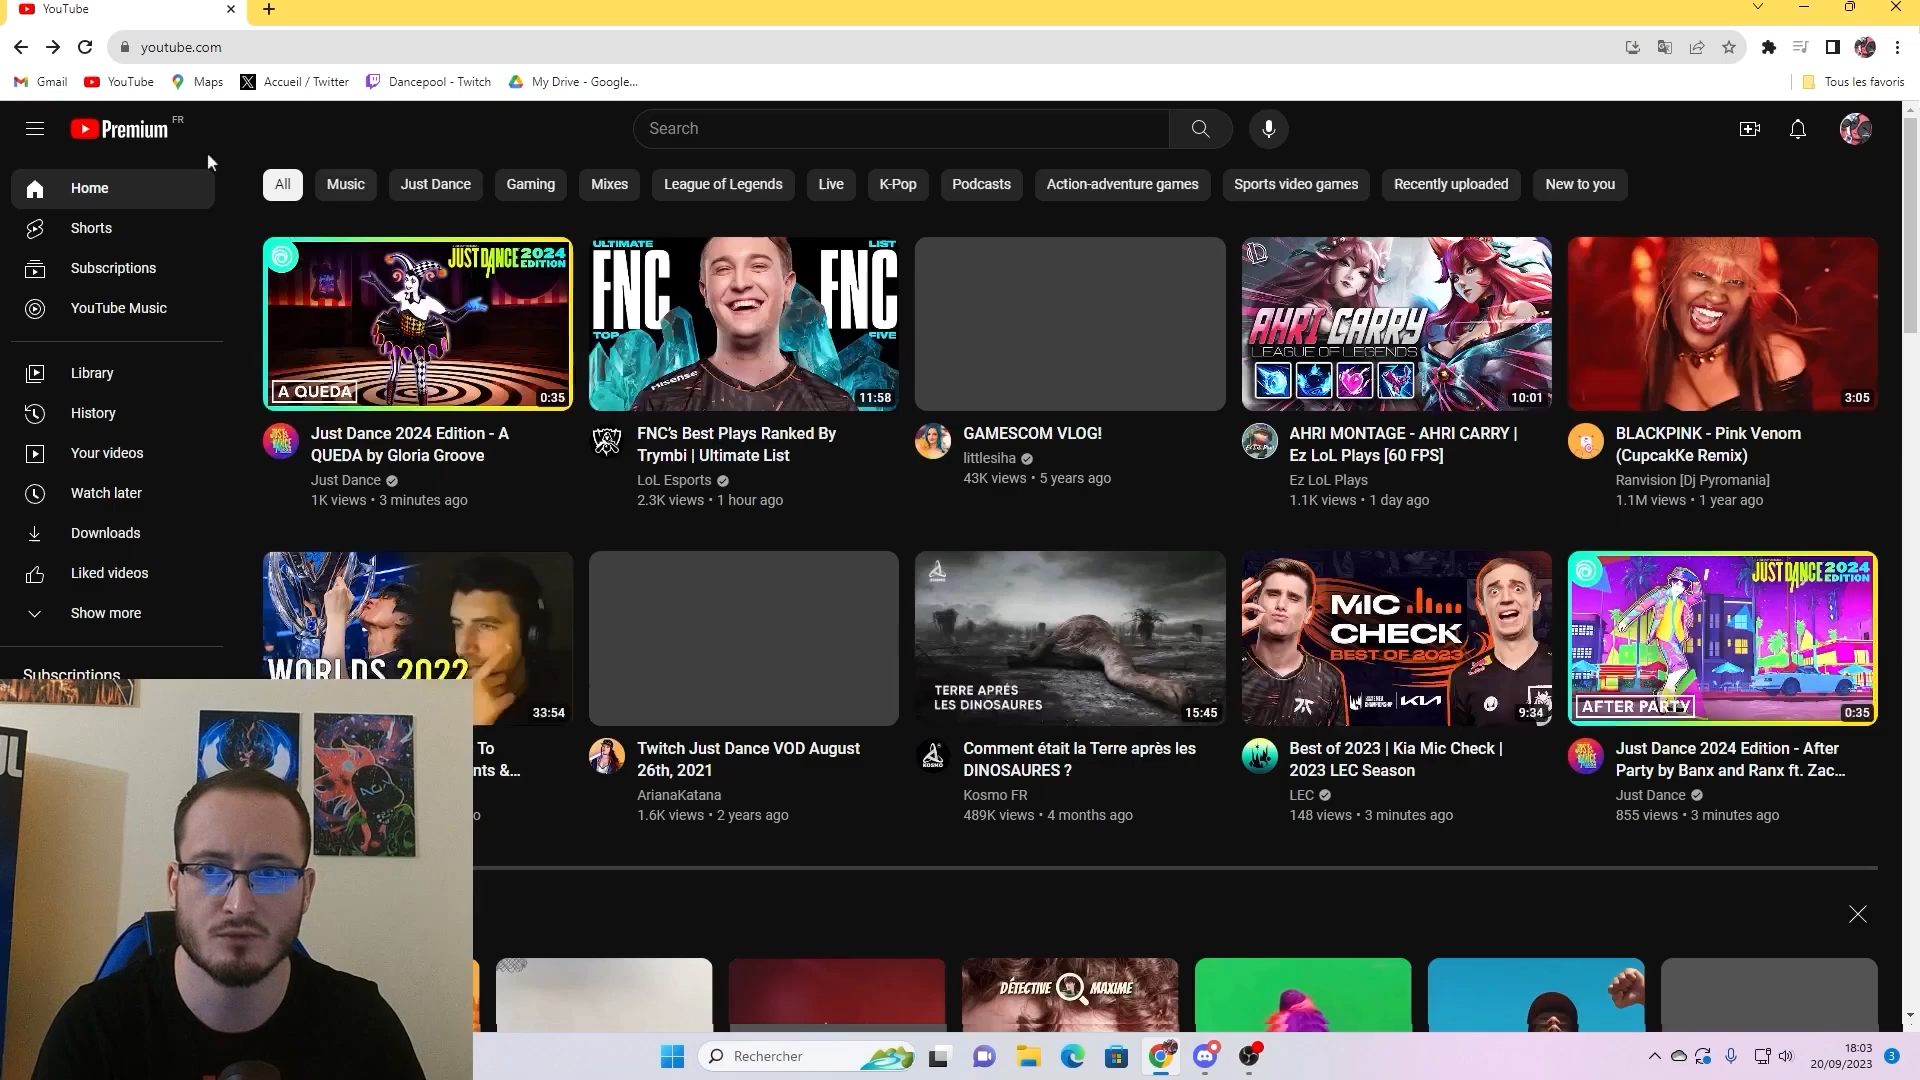 YouTube
youtube.com
Gmail
YouTube
Maps
Accueil / Twitter
Dancepool - Twitch
My Drive - Google...
Tous les favoris
Premium
FR
Search
Home
Shorts
Subscriptions
YouTube Music
Library
History
Your videos
Watch later
Downloads
Liked videos
Show more
Subscriptions
All
Music
Just Dance
Gaming
Mixes
League of Legends
Live
K-Pop
Podcasts
Action-adventure games
Sports video games
Recently uploaded
New to you
JUST DANCE 2024
EDITION
A QUEDA
0:35
Just Dance 2024 Edition - A
QUEDA by Gloria Groove
Just Dance
1K views • 3 minutes ago
ULTIMATE LIST
FNC FNC
TOP FIVE
Hisense
11:58
FNC's Best Plays Ranked By
Trymbi | Ultimate List
LoL Esports
2.3K views • 1 hour ago
GAMESCOM VLOG!
littlesiha
43K views • 5 years ago
AHRI CARRY
LEAGUE OF LEGENDS
10:01
AHRI MONTAGE - AHRI CARRY |
Ez LoL Plays [60 FPS]
Ez LoL Plays
1.1K views • 1 day ago
3:05
BLACKPINK - Pink Venom
(CupcakKe Remix)
Ranvision [Dj Pyromania]
1.1M views • 1 year ago
WORLDS 2022
33:54
To
nts &...
o
Twitch Just Dance VOD August
26th, 2021
ArianaKatana
1.6K views • 2 years ago
KOSMO
TERRE APRÉS
LES DINOSAURES
15:45
KOSMO
Comment était la Terre après les
DINOSAURES ?
Kosmo FR
489K views • 4 months ago
MIC
CHECK
BEST OF 2023
KIA
9:34
Best of 2023 | Kia Mic Check |
2023 LEC Season
LEC
148 views • 3 minutes ago
JUST DANCE 2024
EDITION
AFTER PARTY
0:35
Just Dance 2024 Edition - After
Party by Banx and Ranx ft. Zac...
Just Dance
855 views • 3 minutes ago
DÉTECTIVE MAXIME
Rechercher
18:03
20/09/2023
3